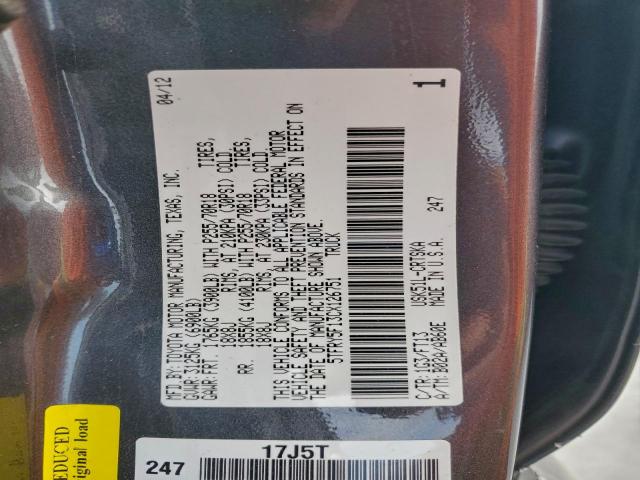 MFD.BY:TOYOTA MOTOR MANUFACTURING, TEXAS, INC. 04/12
GVWR:3125KG (6900LB)
GAWR:FRT. 1765KG (3900LB) WITH P255/70R18 TIRES,
18X8J RIMS, AT 210KPA (30PSI) COLD.
RR. 1855KG (4100LB) WITH P255/70R18 TIRES,
18X8J RIMS, AT 230KPA (33PSI) COLD.
THIS VEHICLE CONFORMS TO ALL APPLICABLE FEDERAL MOTOR
VEHICLE SAFETY AND THEFT PREVENTION STANDARDS IN EFFECT ON
THE DATE OF MANUFACTURE SHOWN ABOVE.
TRUCK
C/TR:1G3/FT13 USK51L-CRTSKA 247
A/TM:B02A/AB60E MADE IN U.S.A.
1
EDUCED
iginal load
247 17J5T